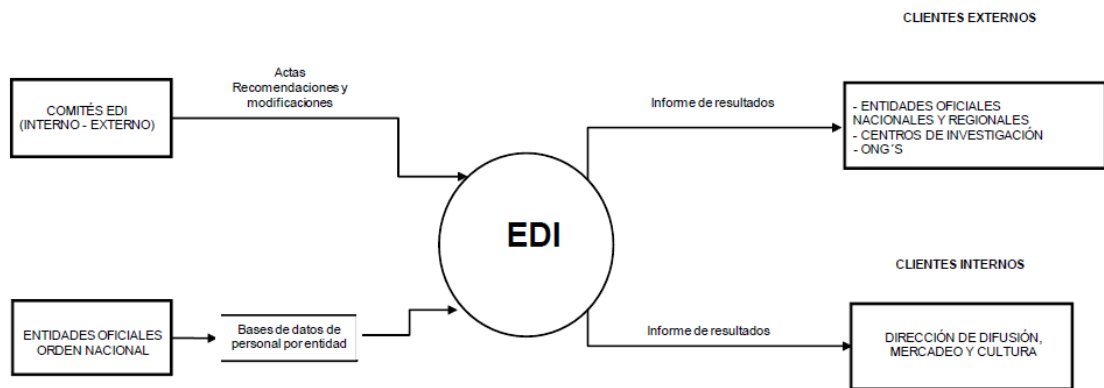 CLIENTES EXTERNOS
Actas
Recomendaciones y
modificaciones
COMITÉS EDI
(INTERNO - EXTERNO)
Informe de resultados
- ENTIDADES OFICIALES
NACIONALES Y REGIONALES
- CENTROS DE INVESTIGACIÓN
- ONG´S
EDI
CLIENTES INTERNOS
ENTIDADES OFICIALES
ORDEN NACIONAL
Bases de datos de
personal por entidad
Informe de resultados
DIRECCIÓN DE DIFUSIÓN,
MERCADEO Y CULTURA